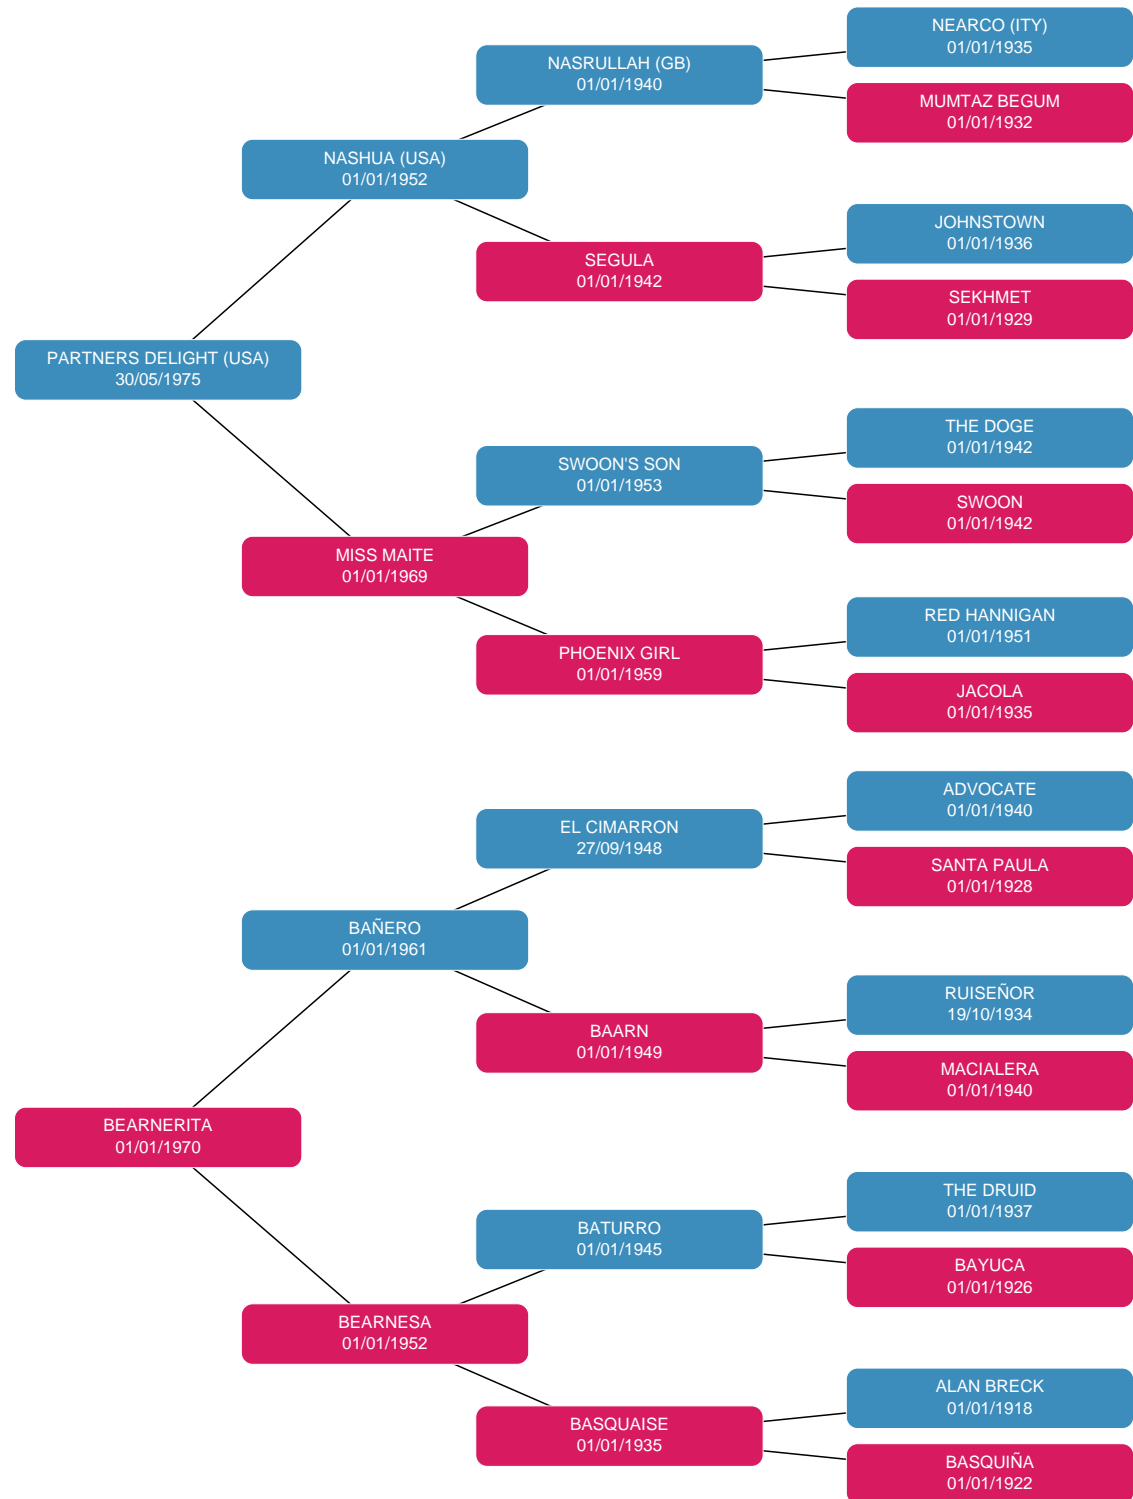 NEARCO (ITY)
01/01/1935
NASRULLAH (GB)
01/01/1940
MUMTAZ BEGUM
01/01/1932
NASHUA (USA)
01/01/1952
JOHNSTOWN
01/01/1936
SEGULA
01/01/1942
SEKHMET
01/01/1929
PARTNERS DELIGHT (USA)
30/05/1975
THE DOGE
01/01/1942
SWOON'S SON
01/01/1953
SWOON
01/01/1942
MISS MAITE
01/01/1969
RED HANNIGAN
01/01/1951
PHOENIX GIRL
01/01/1959
JACOLA
01/01/1935
ADVOCATE
01/01/1940
EL CIMARRON
27/09/1948
SANTA PAULA
01/01/1928
BAÑERO
01/01/1961
RUISEÑOR
19/10/1934
BAARN
01/01/1949
MACIALERA
01/01/1940
BEARNERITA
01/01/1970
THE DRUID
01/01/1937
BATURRO
01/01/1945
BAYUCA
01/01/1926
BEARNESA
01/01/1952
ALAN BRECK
01/01/1918
BASQUAISE
01/01/1935
BASQUIÑA
01/01/1922